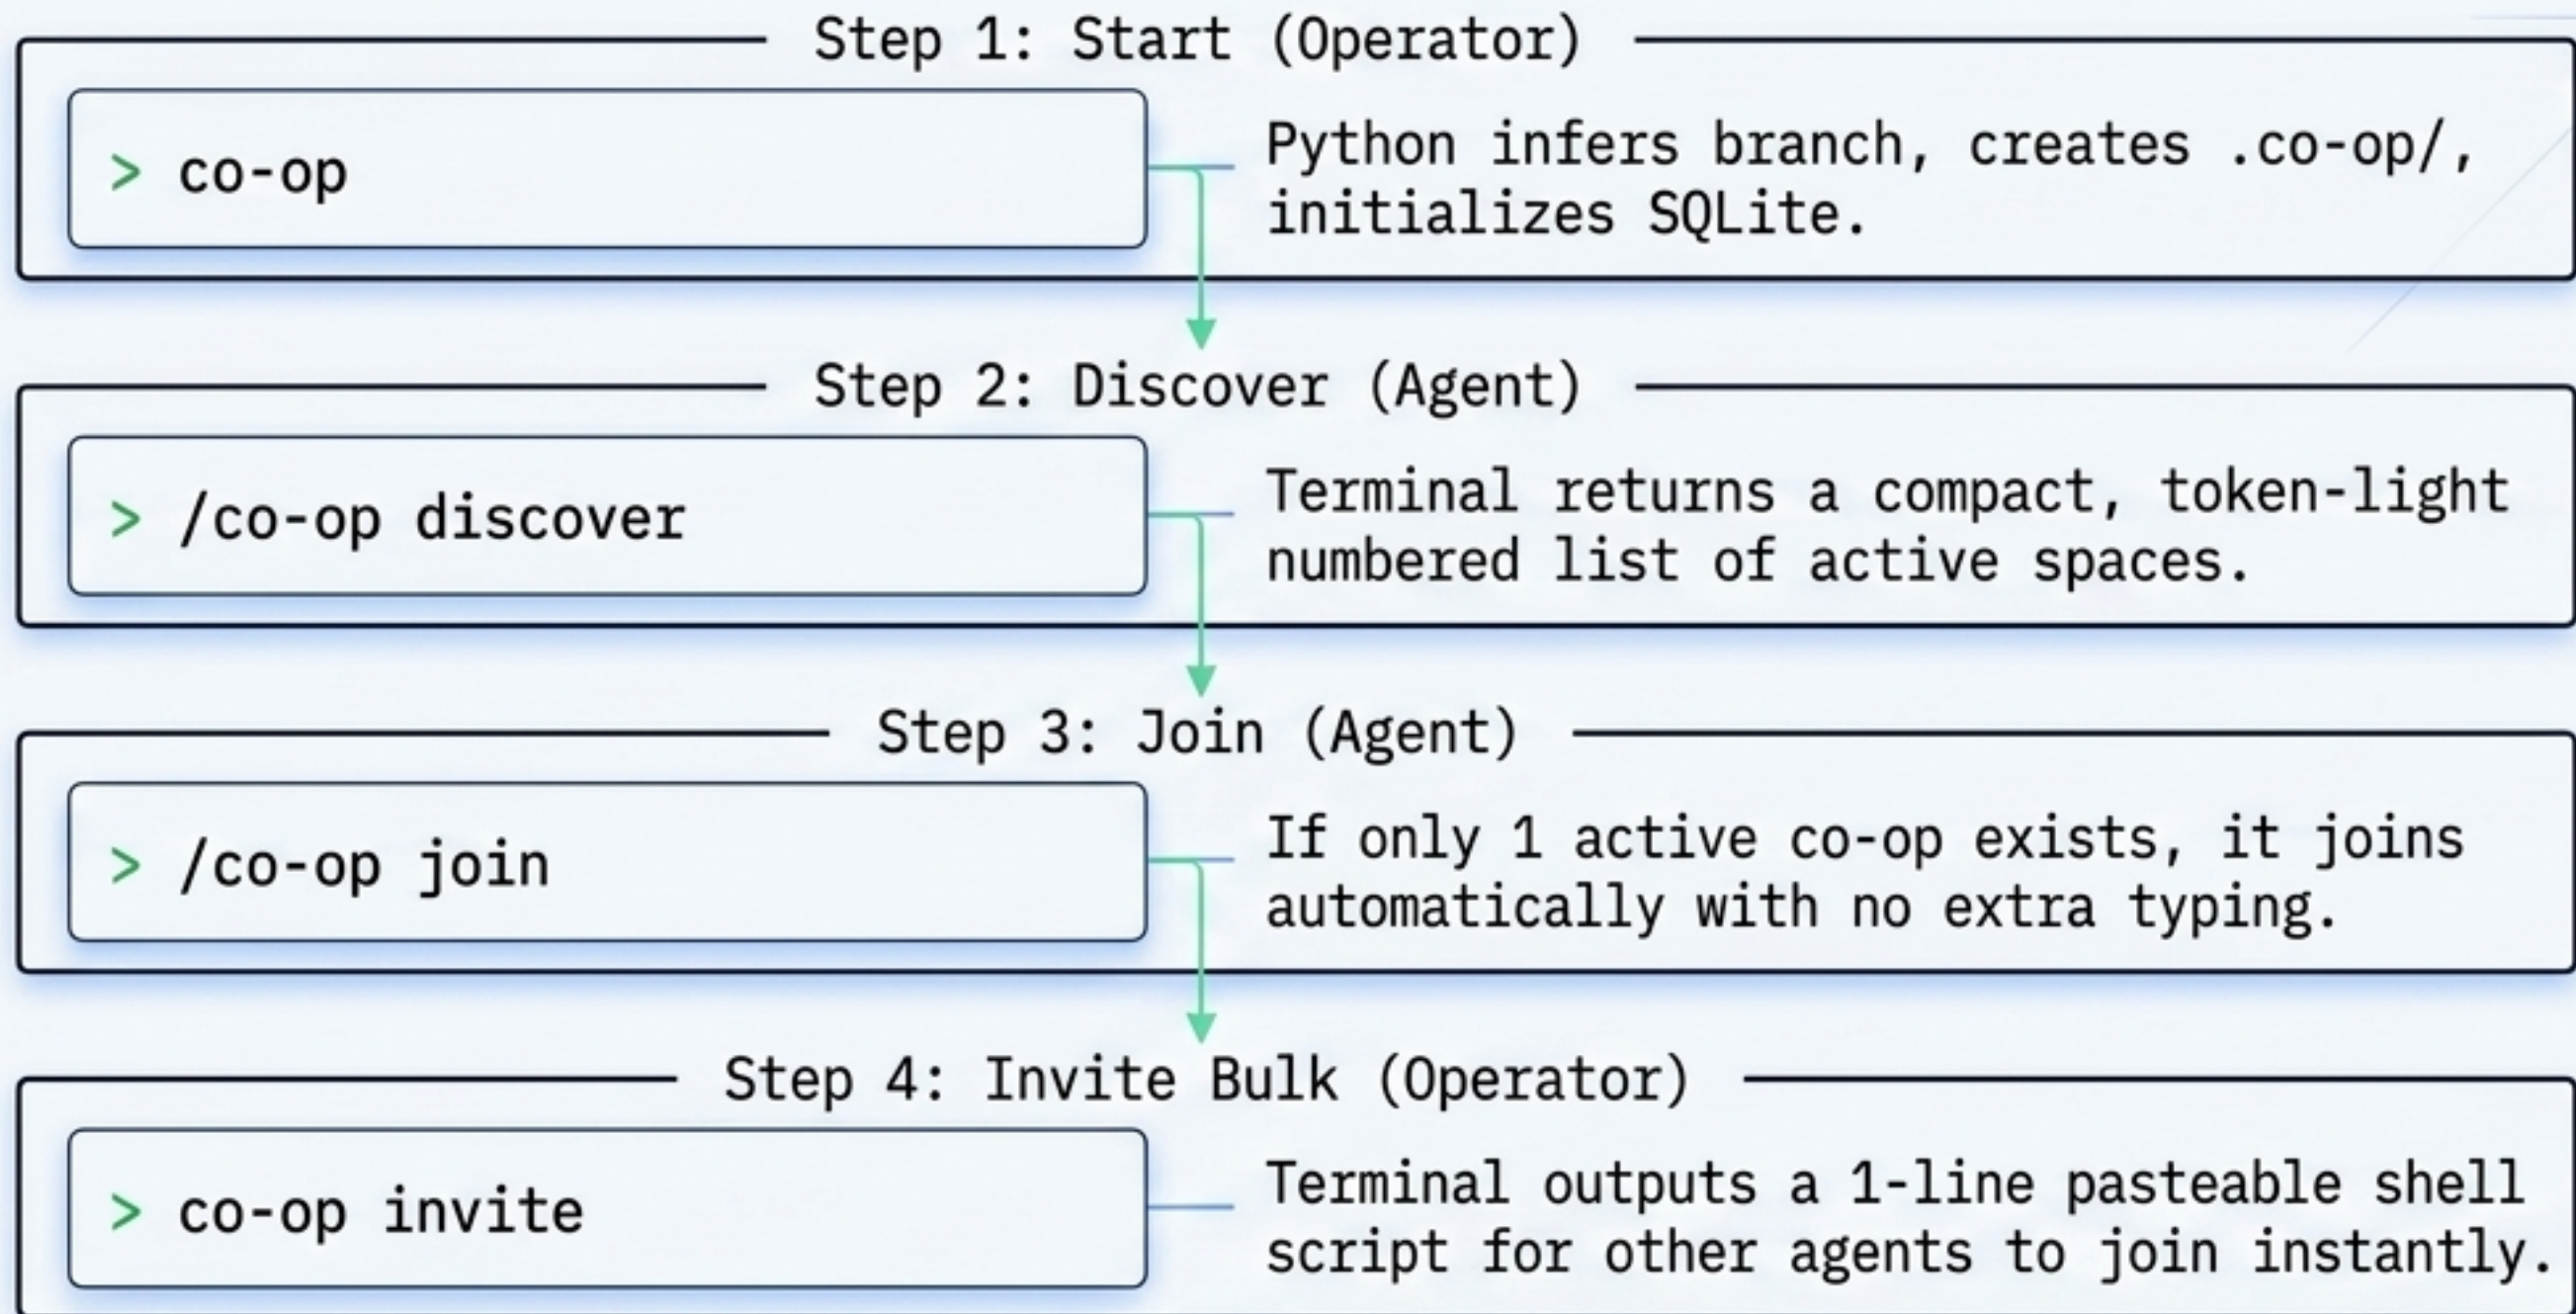 Step 1: Start (Operator)
> co-op
Python infers branch, creates .co-op/,
initializes SQLite.
Step 2: Discover (Agent)
> /co-op discover
Terminal returns a compact, token-light
numbered list of active spaces.
Step 3: Join (Agent)
> /co-op join
If only 1 active co-op exists, it joins
automatically with no extra typing.
Step 4: Invite Bulk (Operator)
> co-op invite
Terminal outputs a 1-line pasteable shell
script for other agents to join instantly.